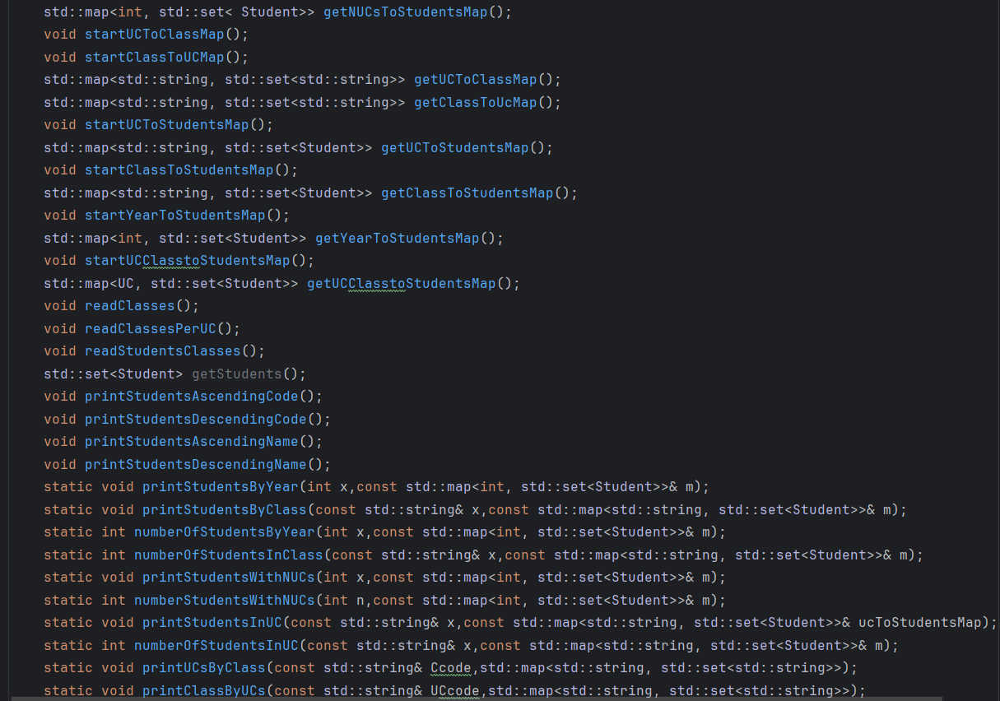 std::map<int, std::set< Student>> getNUCsToStudentsMap();
void startUCToClassMap();
void startClassToUCMap();
std::map<std::string, std::set<std::string>> getUCToClassMap();
std::map<std::string, std::set<std::string>> getClassToUcMap();
void startUCToStudentsMap();
std::map<std::string, std::set<Student>> getUCToStudentsMap();
void startClassToStudentsMap();
std::map<std::string, std::set<Student>> getClassToStudentsMap();
void startYearToStudentsMap();
std::map<int, std::set<Student>> getYearToStudentsMap();
void startUCClasstoStudentsMap();
std::map<UC, std::set<Student>> getUCClasstoStudentsMap();
void readClasses();
void readClassesPerUC();
void readStudentsClasses();
std::set<Student> getStudents();
void printStudentsAscendingCode();
void printStudentsDescendingCode();
void printStudentsAscendingName();
void printStudentsDescendingName();
static void printStudentsByYear(int x,const std::map<int, std::set<Student>>& m);
static void printStudentsByClass(const std::string& x,const std::map<std::string, std::set<Student>>& m);
static int numberOfStudentsByYear(int x,const std::map<int, std::set<Student>>& m);
static int numberOfStudentsInClass(const std::string& x,const std::map<std::string, std::set<Student>>& m);
static void printStudentsWithNUCs(int x,const std::map<int, std::set<Student>>& m);
static int numberStudentsWithNUCs(int n,const std::map<int, std::set<Student>>& m);
static void printStudentsInUC(const std::string& x,const std::map<std::string, std::set<Student>>& ucToStudentsMap);
static int numberOfStudentsInUC(const std::string& x,const std::map<std::string, std::set<Student>>& m);
static void printUCsByClass(const std::string& Ccode,std::map<std::string, std::set<std::string>>);
static void printClassByUCs(const std::string& UCcode,std::map<std::string, std::set<std::string>>);